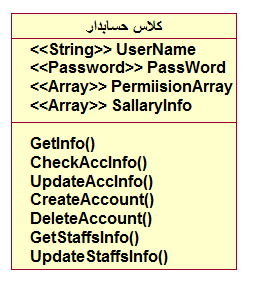 کلاس حسابدار
<<String>> UserName
<<Password>> PassWord
<<Array>> PermiisionArray
<<Array>> SallaryInfo
GetInfo()
CheckAccInfo()
UpdateAccInfo()
CreateAccount()
DeleteAccount()
GetStaffsInfo()
UpdateStaffsInfo()